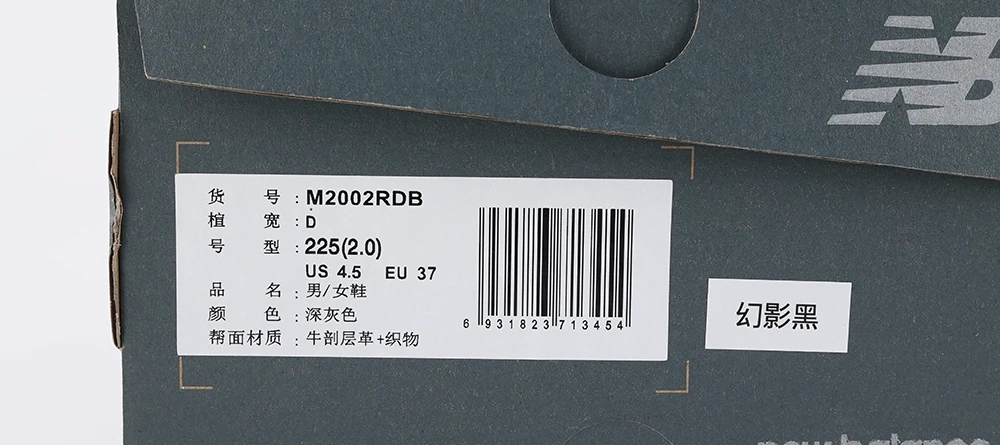 货 号 : M2002RDB
楦 宽 : D
号 型 : 225(2.0)
US 4.5 EU 37
品 名 : 男/女鞋
颜 色 : 深灰色
帮面材质 : 牛剖层革+织物
6 931823 713454
幻影黑
new balance